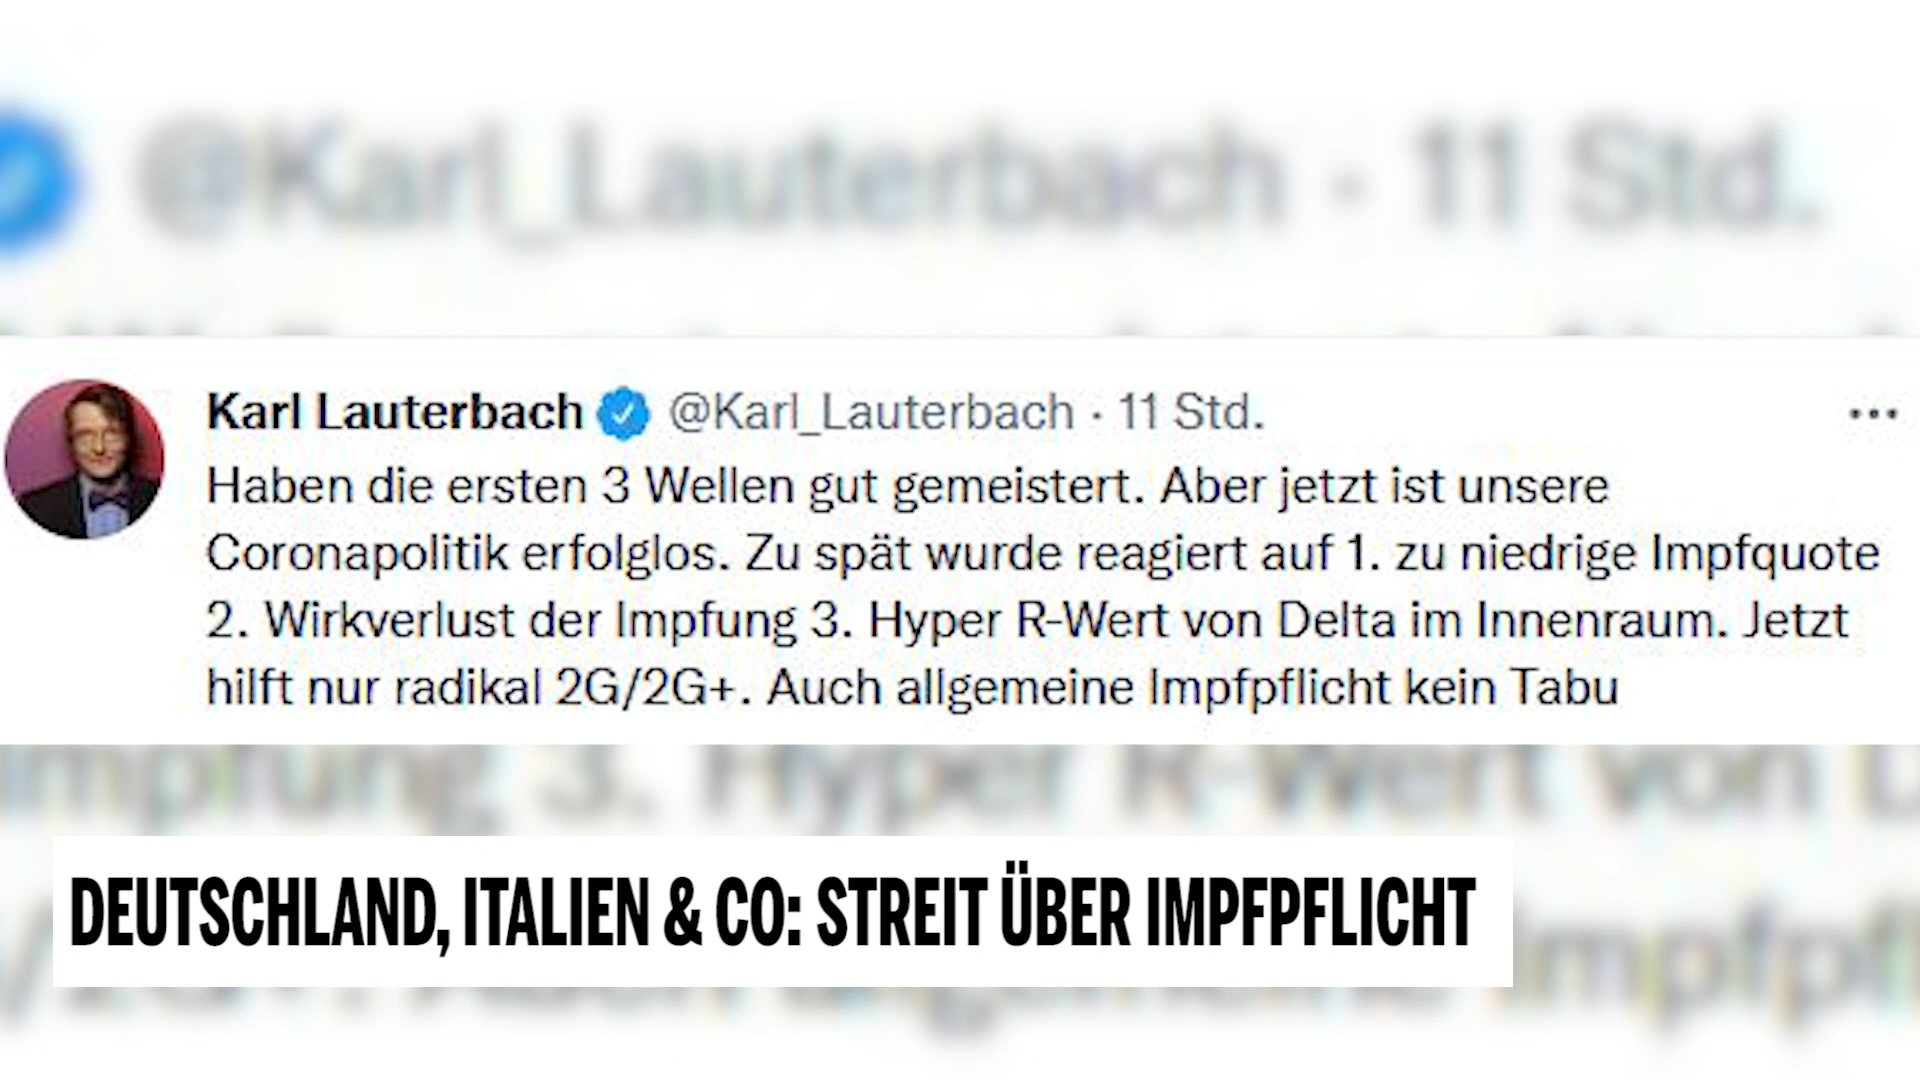 @Karl_Lauterbach · 11 Std.
Karl Lauterbach @Karl_Lauterbach · 11 Std.
Haben die ersten 3 Wellen gut gemeistert. Aber jetzt ist unsere
Coronapolitik erfolglos. Zu spät wurde reagiert auf 1. zu niedrige Impfquote
2. Wirkverlust der Impfung 3. Hyper R-Wert von Delta im Innenraum. Jetzt
hilft nur radikal 2G/2G+. Auch allgemeine Impfpflicht kein Tabu
Impfung 3. Hyper R-Wert von D
DEUTSCHLAND, ITALIEN & CO: STREIT ÜBER IMPFPFLICHT